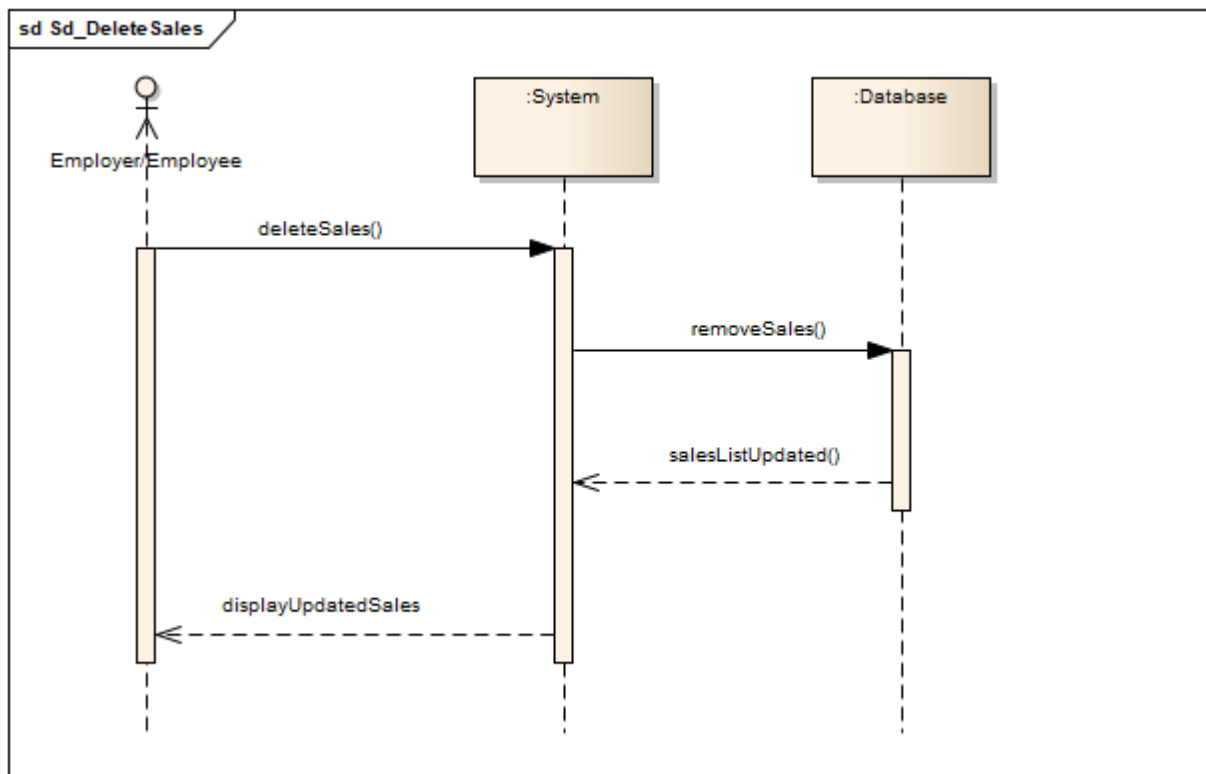 sd Sd_DeleteSales
:System
:Database
Employer/Employee
deleteSales()
removeSales()
salesListUpdated()
displayUpdatedSales